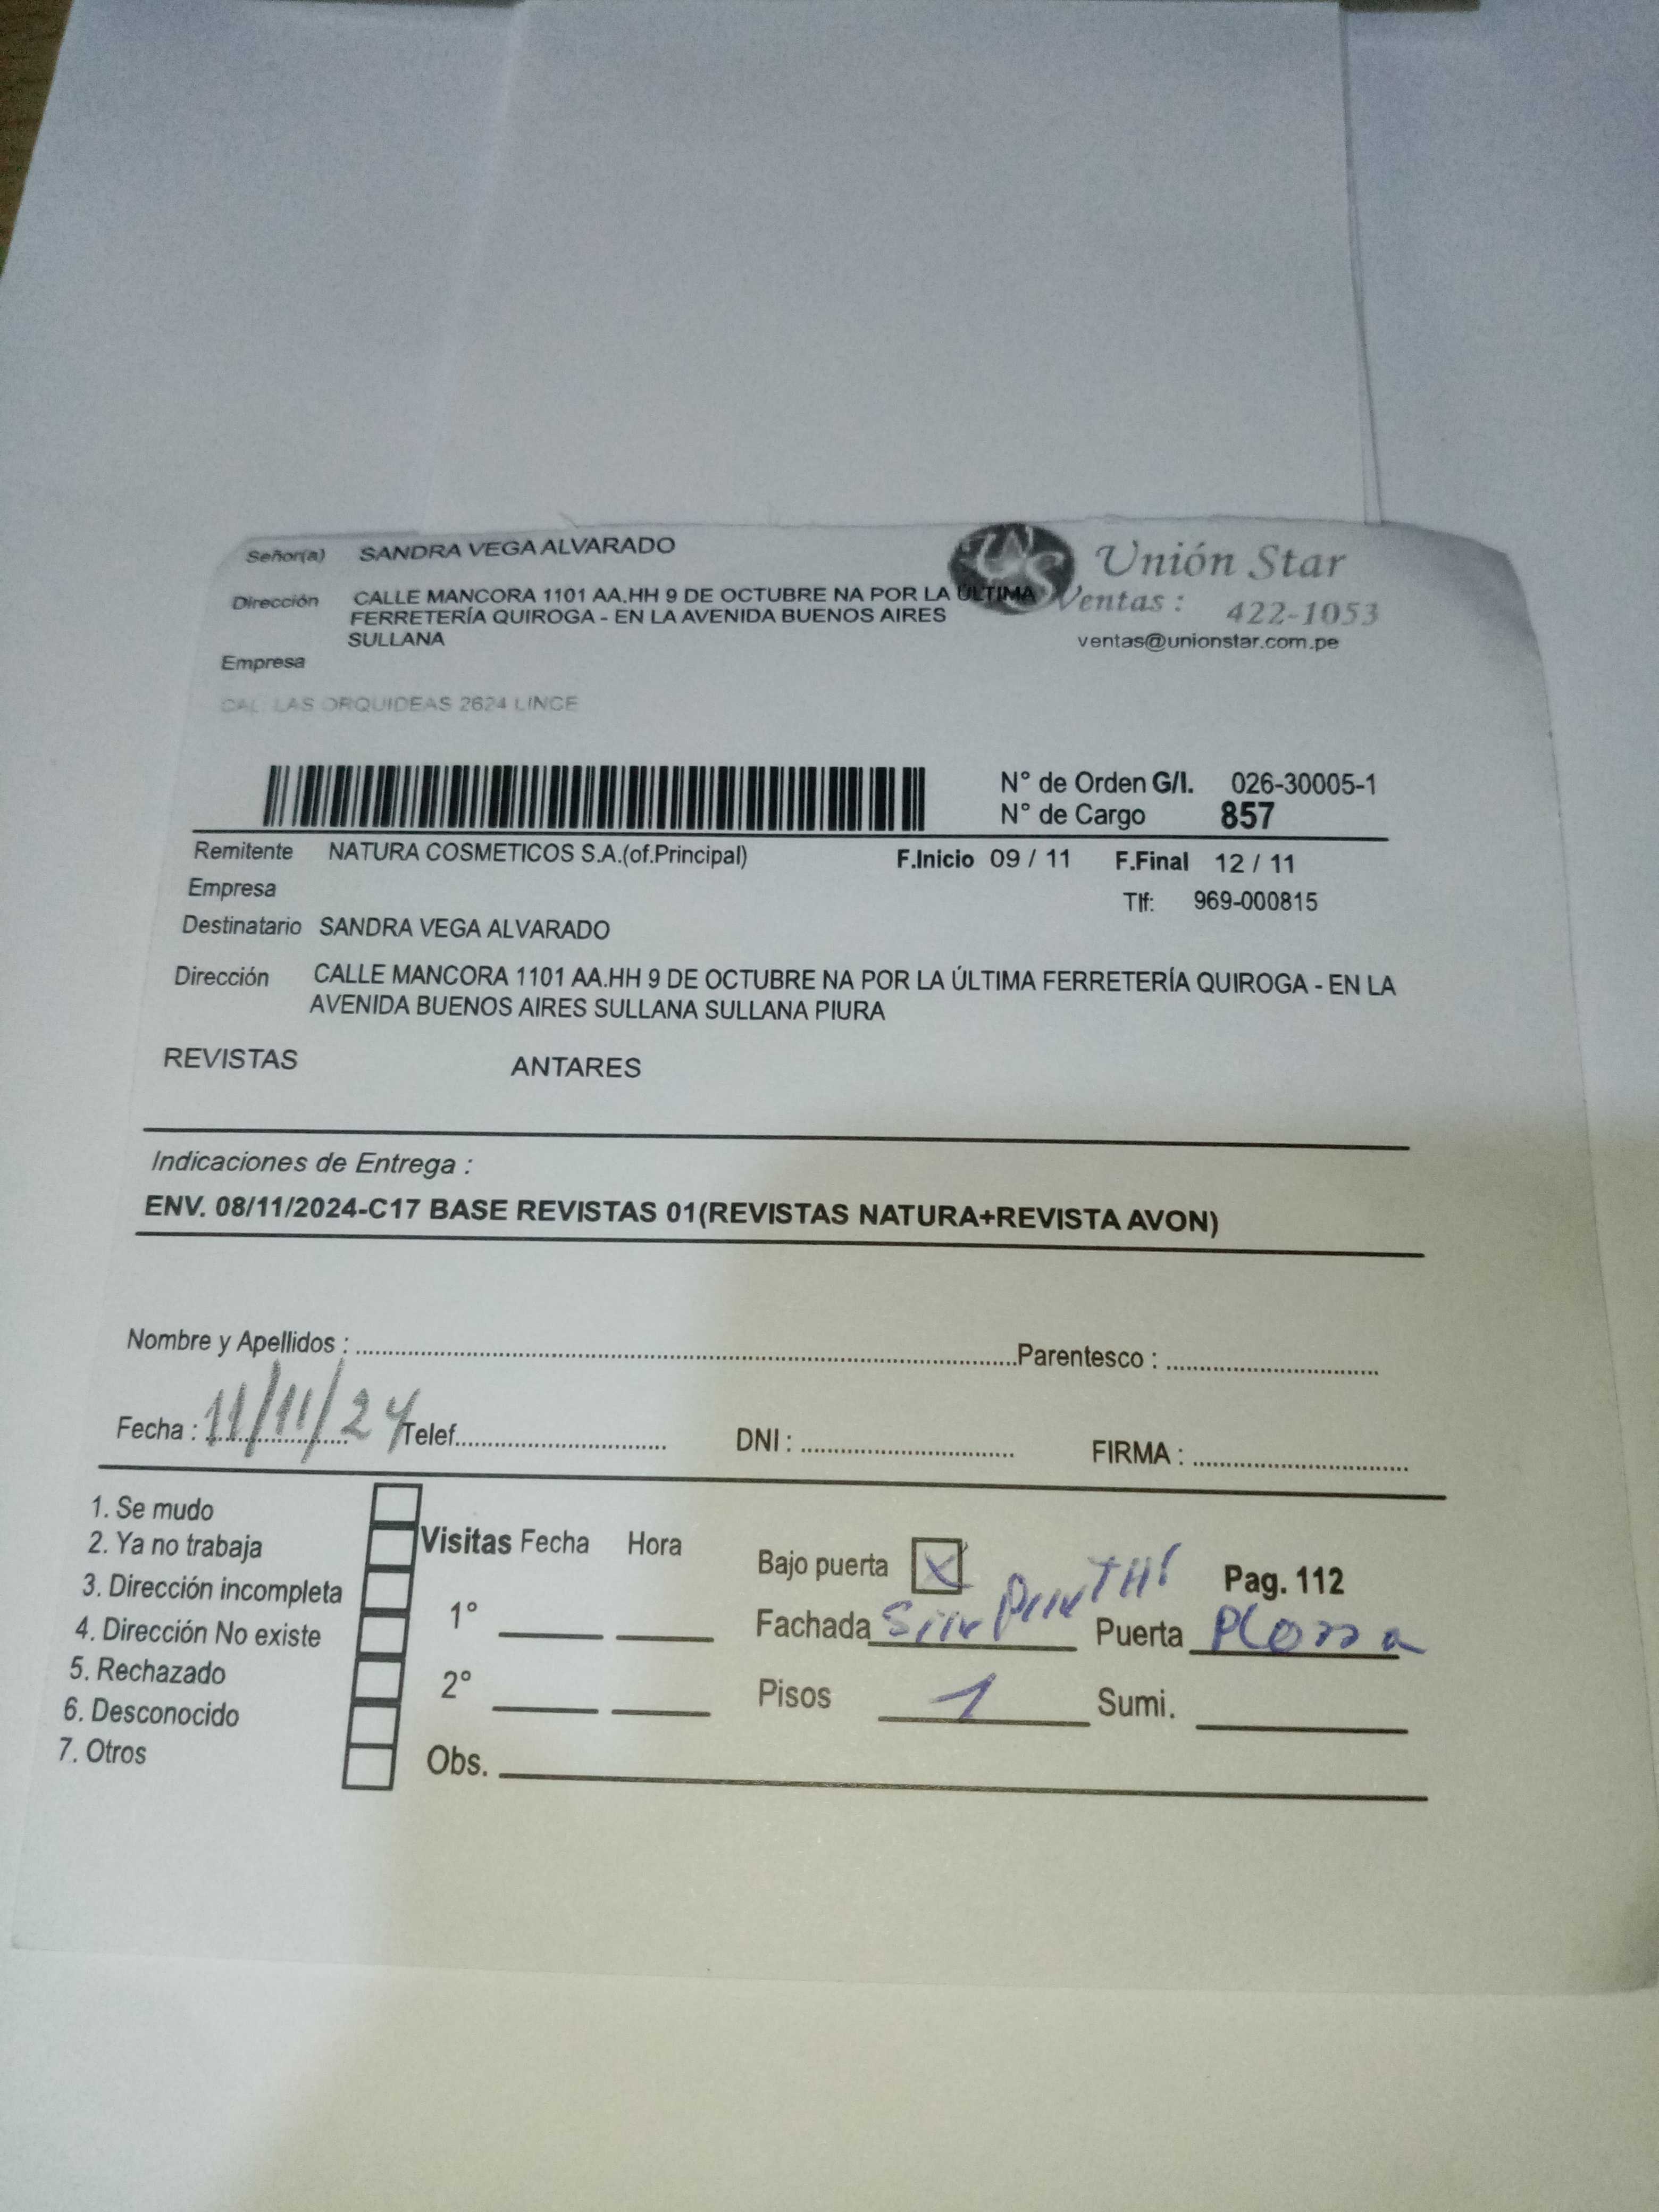 Señor(a) SANDRA VEGA ALVARADO
Unión Star
Dirección CALLE MANCORA 1101 AA.HH 9 DE OCTUBRE NA POR LA ÚLTIMA
FERRETERÍA QUIROGA - EN LA AVENIDA BUENOS AIRES
SULLANA
Ventas : 422-1053
ventas@unionstar.com.pe
Empresa
CAL. LAS ORQUIDEAS 2624 LINCE
N° de Orden G/I. 026-30005-1
N° de Cargo 857
Remitente NATURA COSMETICOS S.A.(of.Principal) F.Inicio 09 / 11 F.Final 12 / 11
Empresa Tlf: 969-000815
Destinatario SANDRA VEGA ALVARADO
Dirección CALLE MANCORA 1101 AA.HH 9 DE OCTUBRE NA POR LA ÚLTIMA FERRETERÍA QUIROGA - EN LA
AVENIDA BUENOS AIRES SULLANA SULLANA PIURA
REVISTAS ANTARES
Indicaciones de Entrega :
ENV. 08/11/2024-C17 BASE REVISTAS 01(REVISTAS NATURA+REVISTA AVON)
Nombre y Apellidos : Parentesco :
Fecha : 11/11/24 Telef. DNI : FIRMA :
1. Se mudo
2. Ya no trabaja
3. Dirección incompleta
4. Dirección No existe
5. Rechazado
6. Desconocido
7. Otros
Visitas Fecha Hora
1°
2°
Obs.
Bajo puerta X Pag. 112
Fachada Sin Puerta
Pisos 1 Sumi.